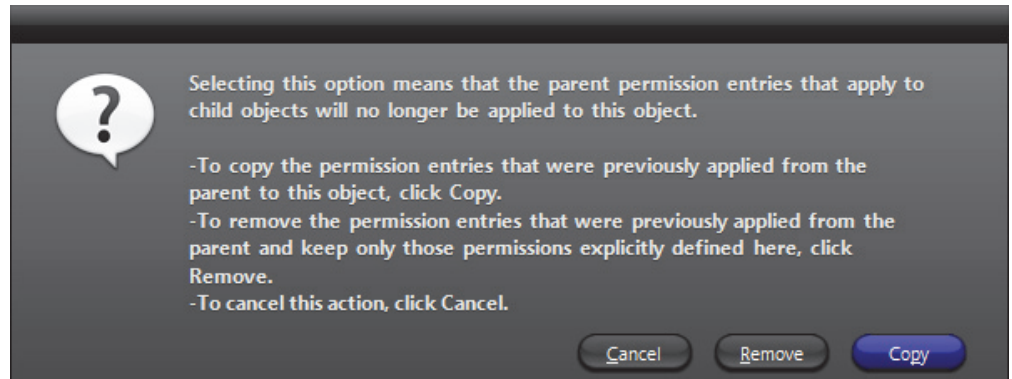 Selecting this option means that the parent permission entries that apply to
child objects will no longer be applied to this object.
-To copy the permission entries that were previously applied from the
parent to this object, click Copy.
-To remove the permission entries that were previously applied from the
parent and keep only those permissions explicitly defined here, click
Remove.
-To cancel this action, click Cancel.
Cancel Remove Copy